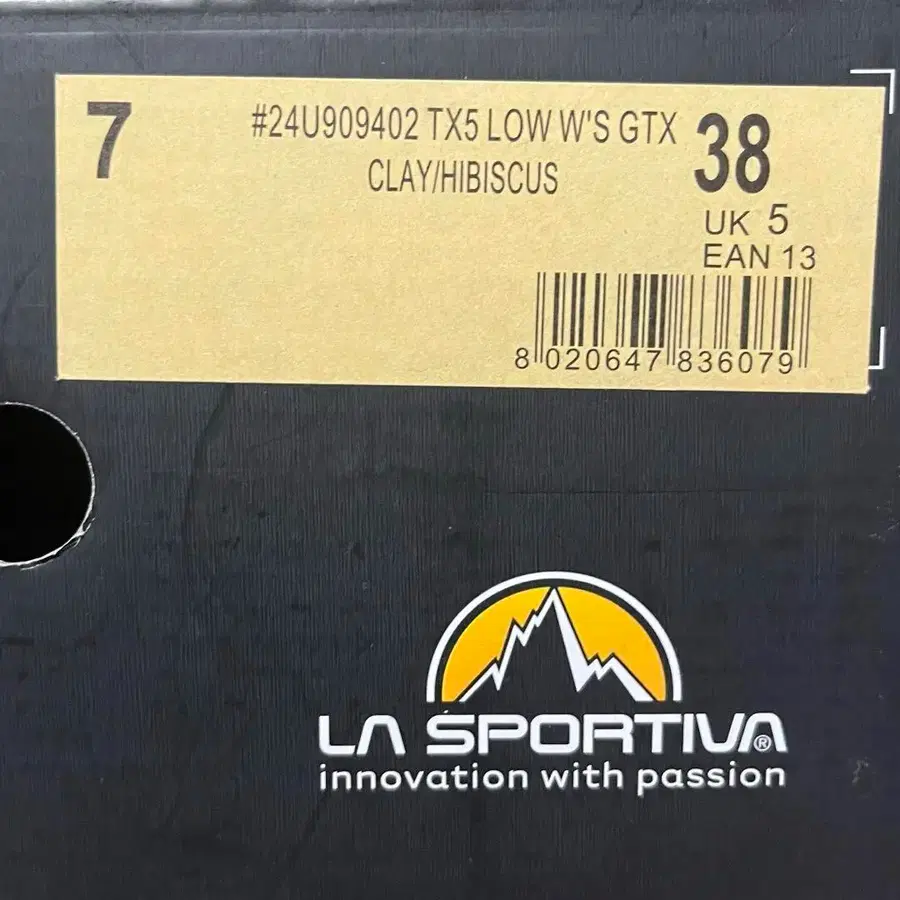 7
#24U909402 TX5 LOW W'S GTX
CLAY/HIBISCUS
38
UK 5
EAN 13
8 020647 836079
LA SPORTIVA®
innovation with passion